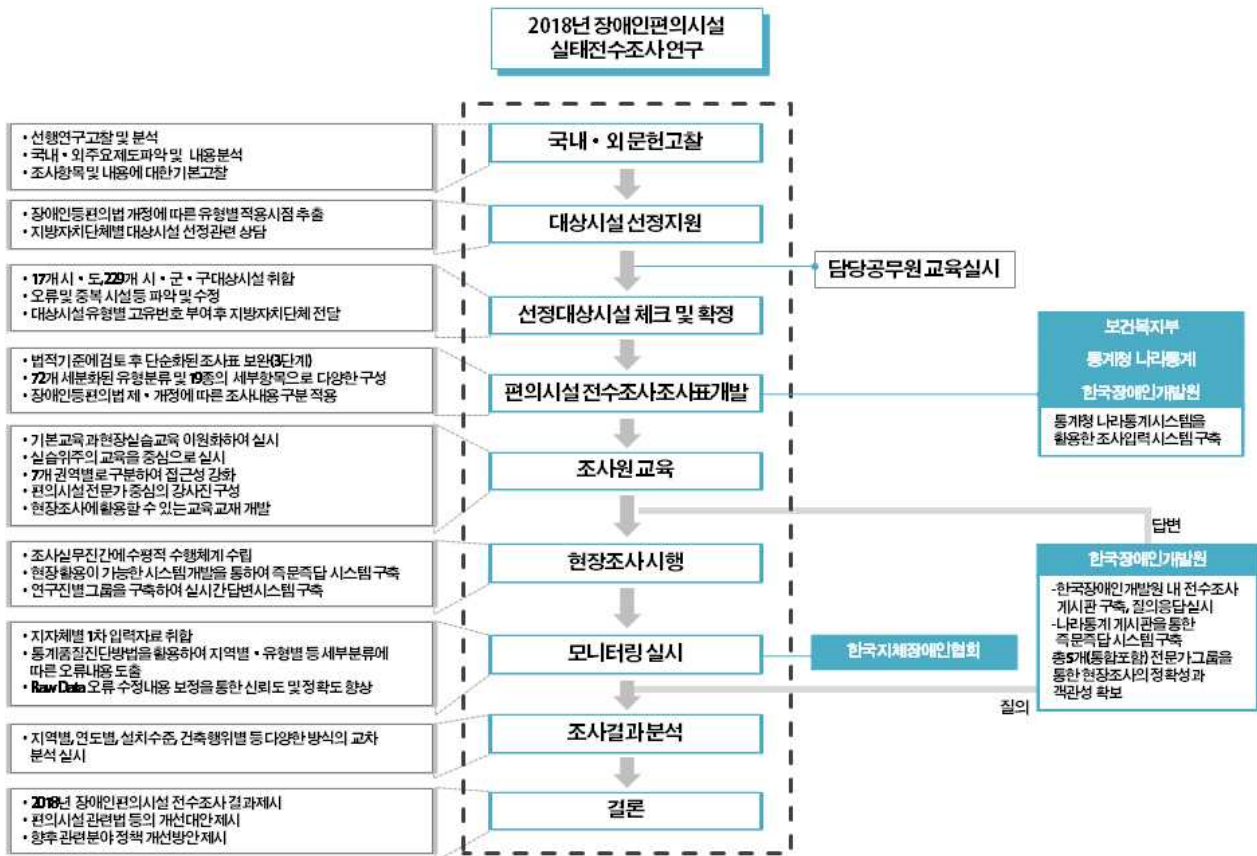 2018년 장애인편의시설
실태전수조사 연구
• 선행연구고찰 및 분석
• 국내・외 주요제도파악 및 내용분석
• 조사항목 및 내용에 대한 기본고찰
국내・외 문헌고찰
• 장애인등편의법 개정에 따른 유형별 적용시점 추출
• 지방자치단체별 대상시설 선정관련 상담
대상시설 선정지원
담당공무원 교육실시
• 17개 시・도, 229개 시・군・구 대상시설 취합
• 오류 및 중복 시설 등 파악 및 수정
• 대상시설 유형별 고유번호 부여 후 지방자치단체 전달
선정대상시설 체크 및 확정
• 법적기준에 검토 후 단순화된 조사표 보완(3단계)
• 72개 세분화된 유형분류 및 19종의 세부항목으로 다양한 구성
• 장애인등편의법 제・개정에 따른 조사내용 구분 적용
편의시설 전수조사 조사표 개발
보건복지부
통계청 나라통계
한국장애인개발원
통계청 나라통계시스템을
활용한 조사입력 시스템 구축
• 기본교육과 현장실습교육 이원화하여 실시
• 실습위주의 교육을 중심으로 실시
• 7개 권역별로 구분하여 접근성 강화
• 편의시설 전문가 중심의 강사진 구성
• 현장조사에 활용할 수 있는 교육교재 개발
조사원 교육
답변
• 조사실무진간에 수평적 수행체계 수립
• 현장활용이 가능한 시스템개발을 통하여 즉문즉답 시스템 구축
• 연구진별 그룹을 구축하여 실시간 답변시스템 구축
현장조사 시행
한국장애인개발원
-한국장애인개발원 내 전수조사
게시판 구축, 질의응답실시
-나라통계 게시판을 통한
즉문즉답 시스템 구축
총5개(통합포함) 전문가그룹을
통한 현장조사의 정확성과
객관성 확보
• 지자체별 1차 입력자료 취합
• 통계품질진단방법을 활용하여 지역별・유형별 등 세부분류에
따른 오류내용 도출
• Raw Data 오류 수정내용 보정을 통한 신뢰도 및 정확도 향상
모니터링 실시
한국지체장애인협회
질의
• 지역별, 연도별, 설치수준, 건축행위별 등 다양한 방식의 교차
분석 실시
조사결과 분석
• 2018년 장애인편의시설 전수조사 결과제시
• 편의시설 관련법 등의 개선대안 제시
• 향후 관련분야 정책 개선방안 제시
결론